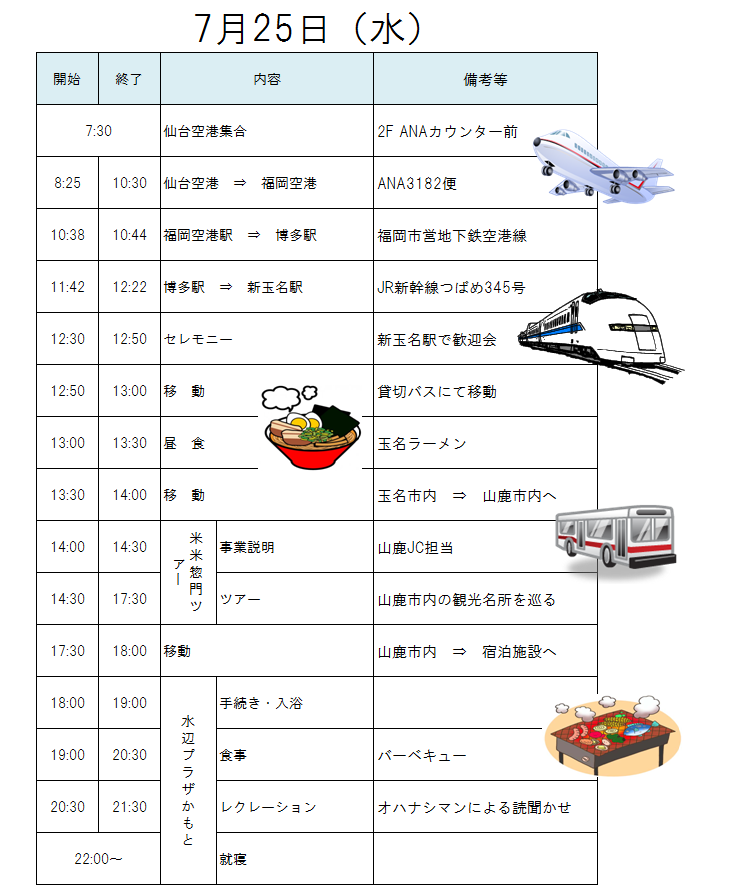 7月25日（水）
開始 終了 内容 備考等
7:30 仙台空港集合 2F ANAカウンター前
8:25 10:30 仙台空港 ⇒ 福岡空港 ANA3182便
10:38 10:44 福岡空港駅 ⇒ 博多駅 福岡市営地下鉄空港線
11:42 12:22 博多駅 ⇒ 新玉名駅 JR新幹線つばめ345号
12:30 12:50 セレモニー 新玉名駅で歓迎会
12:50 13:00 移 動 貸切バスにて移動
13:00 13:30 昼 食 玉名ラーメン
13:30 14:00 移 動 玉名市内 ⇒ 山鹿市内へ
米米惣門ツアー
14:00 14:30 事業説明 山鹿JC担当
14:30 17:30 ツアー 山鹿市内の観光名所を巡る
17:30 18:00 移動 山鹿市内 ⇒ 宿泊施設へ
水辺プラザかもと
18:00 19:00 手続き・入浴
19:00 20:30 食事 バーベキュー
20:30 21:30 レクレーション オハナシマンによる読聞かせ
22:00～ 就寝